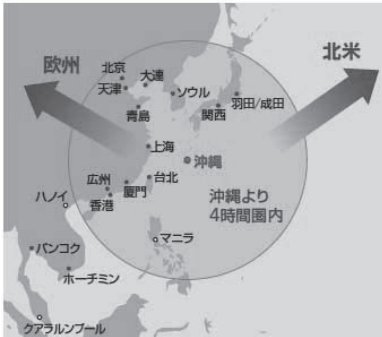 欧州
北米
北京
大連
天津
ソウル
羽田/成田
青島
関西
上海
沖縄
広州
台北
厦門
香港
ハノイ
沖縄より
4時間圏内
マニラ
バンコク
ホーチミン
クアラルンプール